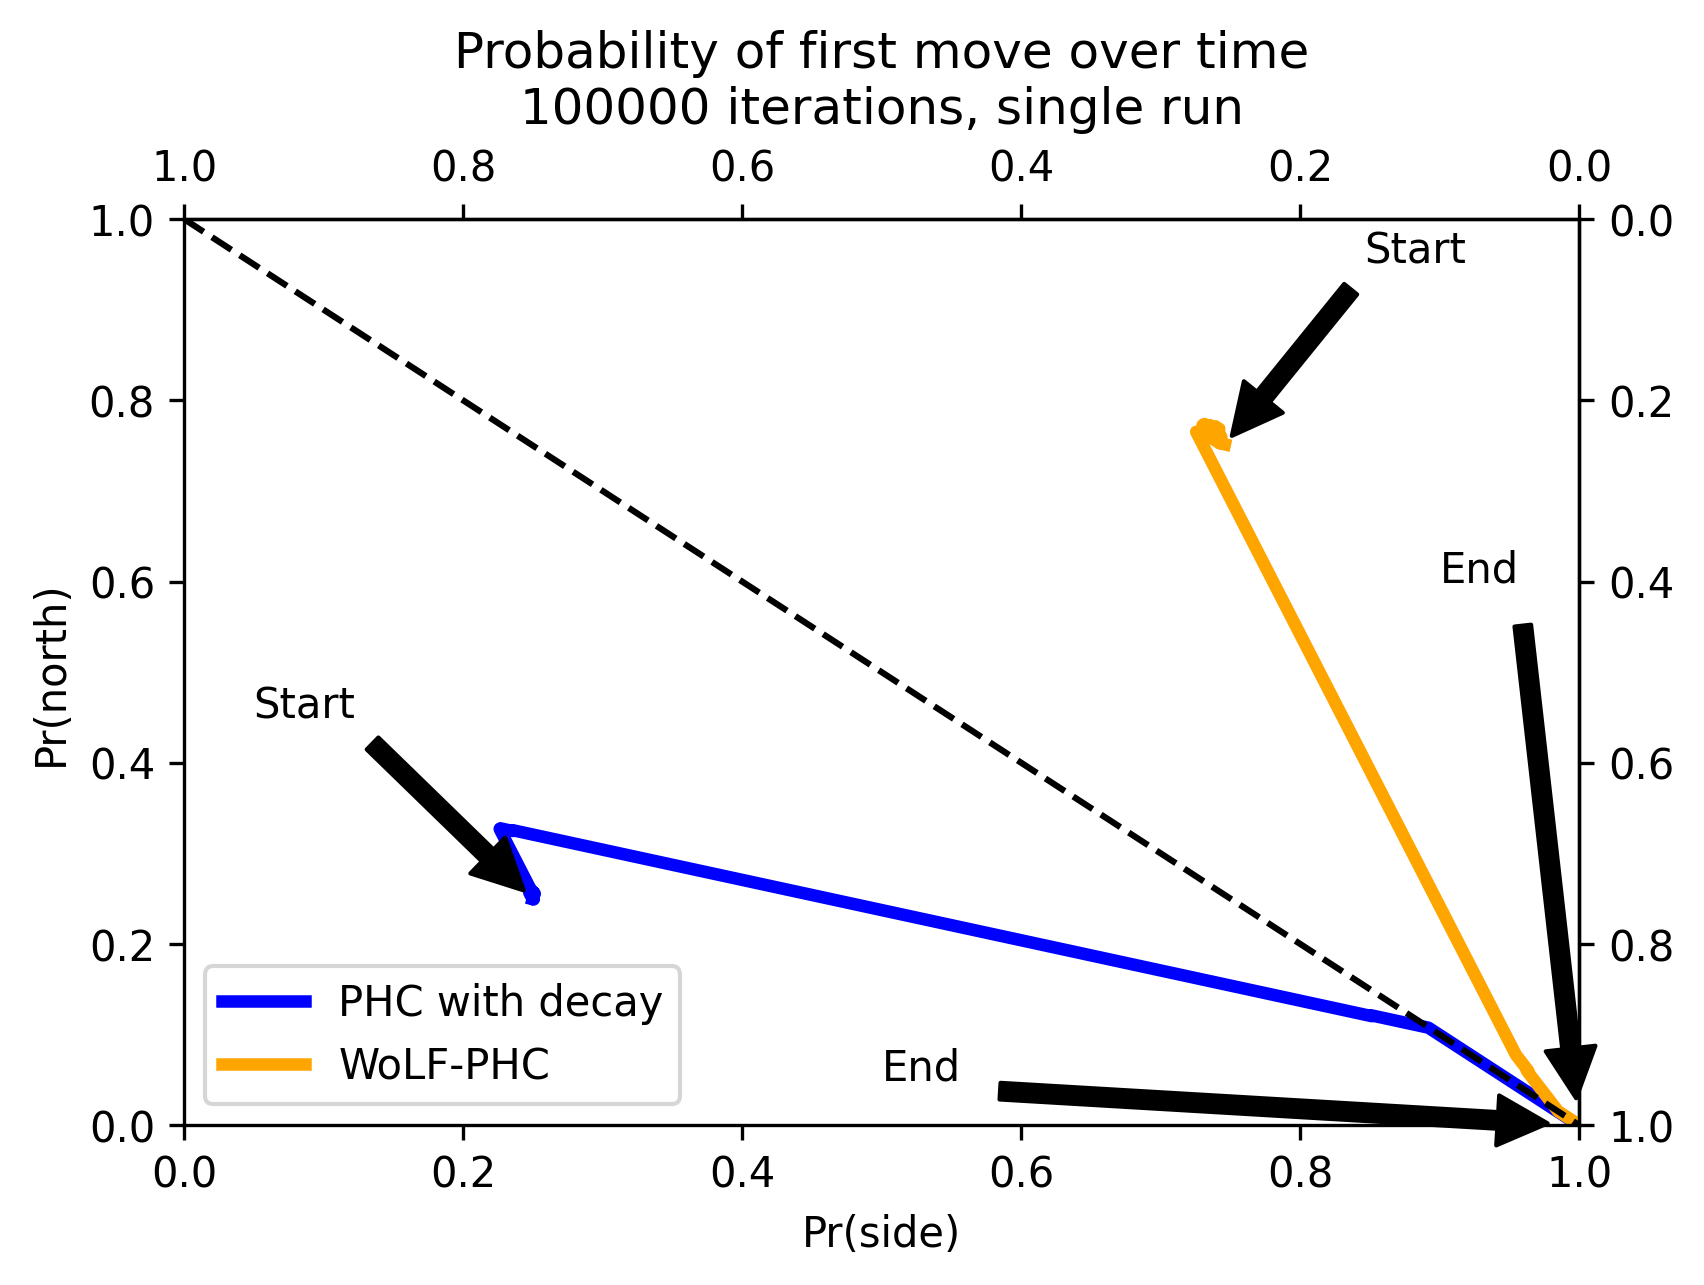 Probability of first move over time
100000 iterations, single run
1.0 0.8 0.6 0.4 0.2 0.0
1.0 0.0
Start
0.8 0.2
End
0.6 0.4
Pr(north)
Start
0.4 0.6
0.2 0.8
PHC with decay
WoLF-PHC
End
0.0 1.0
0.0 0.2 0.4 0.6 0.8 1.0
Pr(side)